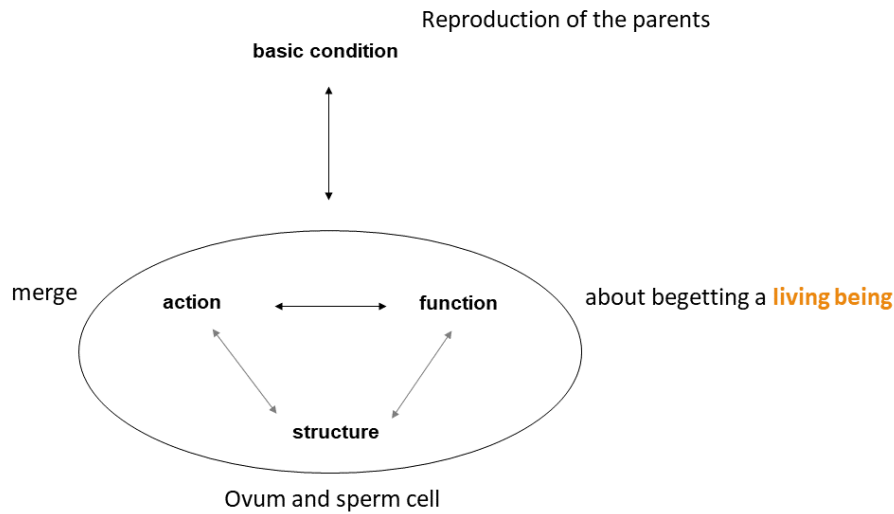 Reproduction of the parents
basic condition
merge
action
function
about begetting a living being
structure
Ovum and sperm cell